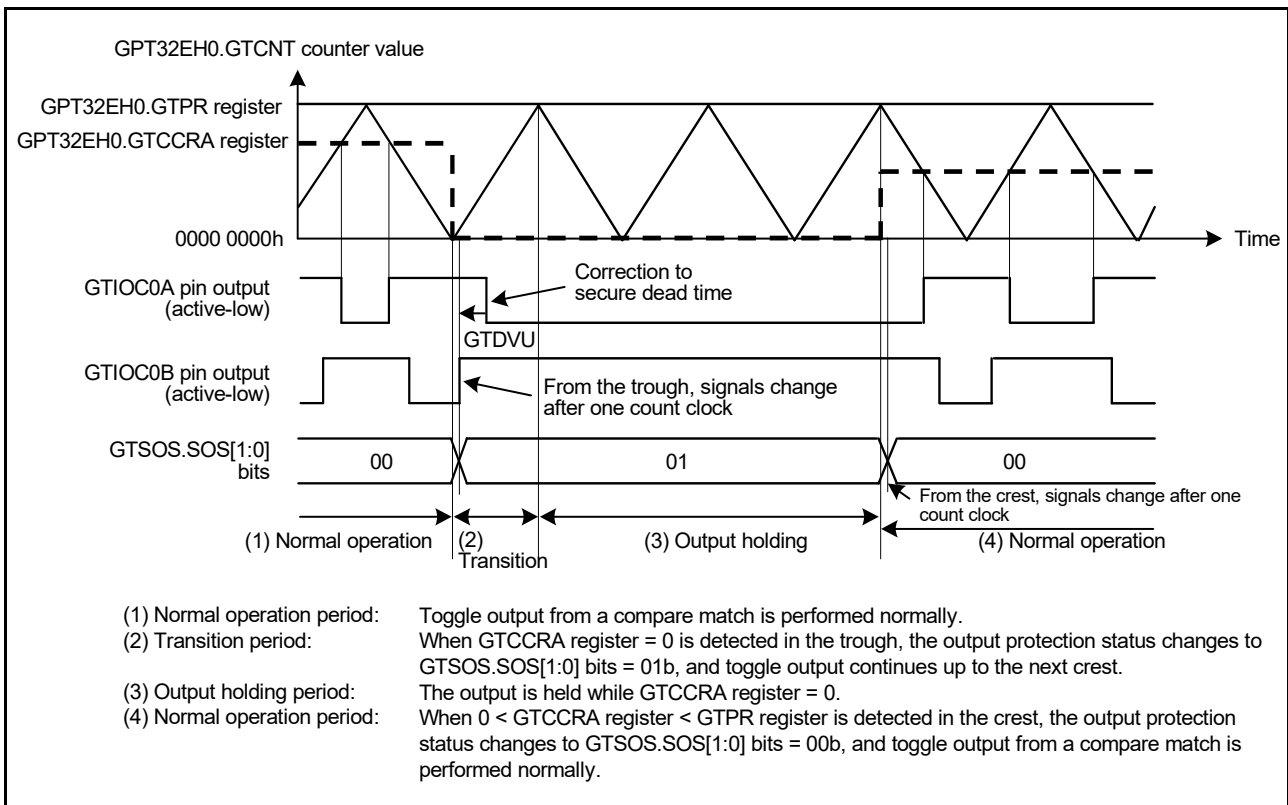 GPT32EH0.GTCNT counter value
GPT32EH0.GTPR register
GPT32EH0.GTCCRA register
0000 0000h
Time
GTIOC0A pin output
(active-low)
Correction to
secure dead time
GTDVU
GTIOC0B pin output
(active-low)
From the trough, signals change
after one count clock
GTSOS.SOS[1:0]
bits
00
01
00
From the crest, signals change after one
count clock
(1) Normal operation
(2)
Transition
(3) Output holding
(4) Normal operation
(1) Normal operation period: Toggle output from a compare match is performed normally.
(2) Transition period: When GTCCRA register = 0 is detected in the trough, the output protection status changes to
GTSOS.SOS[1:0] bits = 01b, and toggle output continues up to the next crest.
(3) Output holding period: The output is held while GTCCRA register = 0.
(4) Normal operation period: When 0 < GTCCRA register < GTPR register is detected in the crest, the output protection
status changes to GTSOS.SOS[1:0] bits = 00b, and toggle output from a compare match is
performed normally.